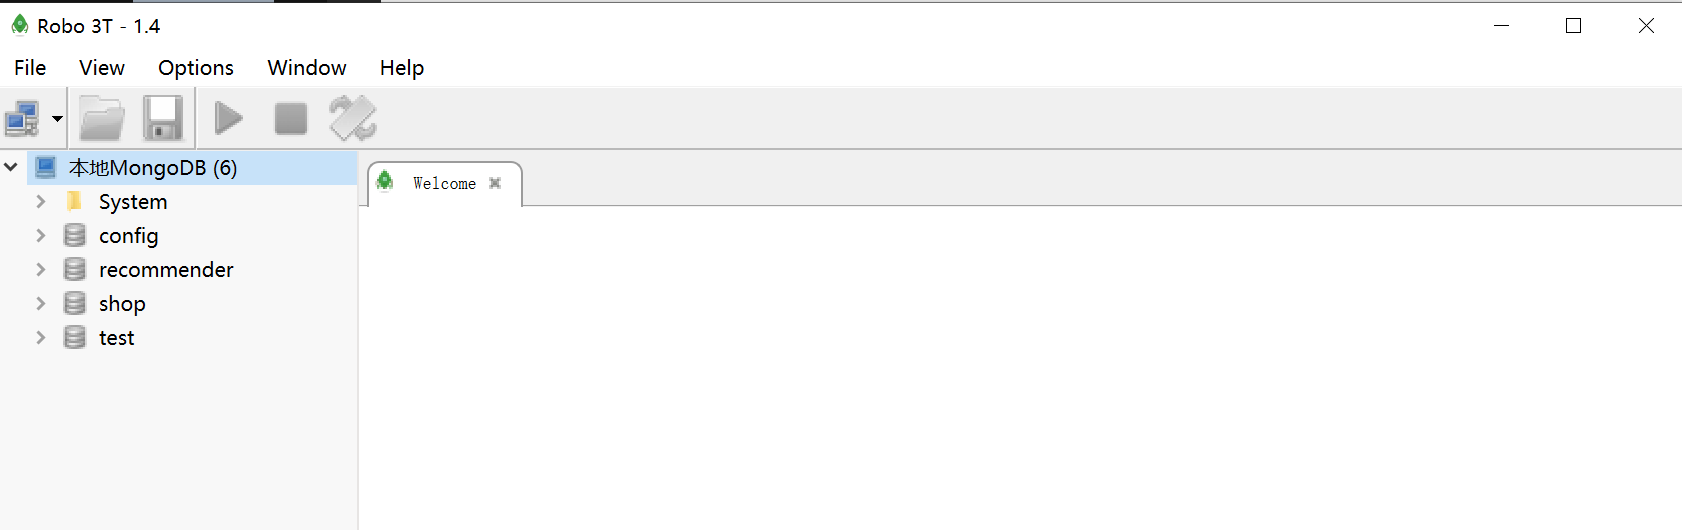 Robo 3T - 1.4
File View Options Window Help
本地MongoDB (6)
Welcome
System
config
recommender
shop
test